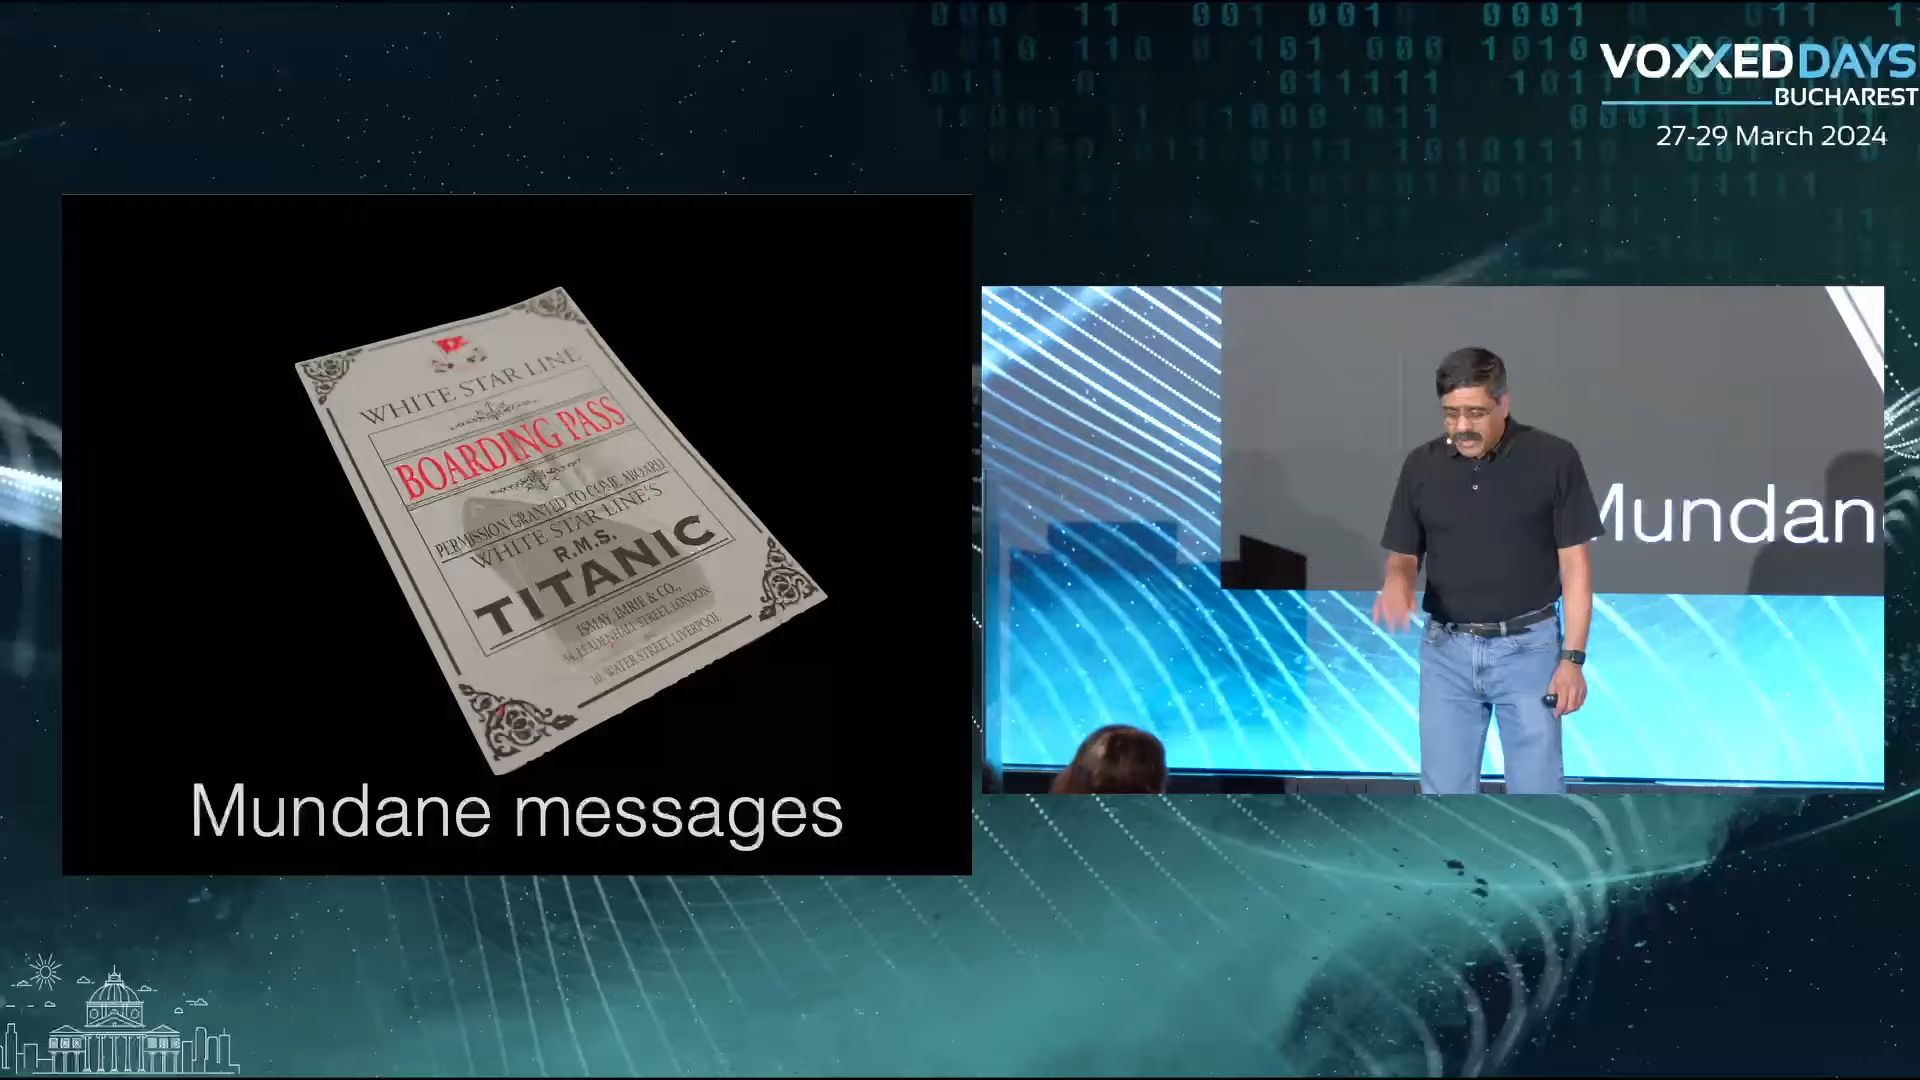 VOXXEDDAYS
BUCHAREST
27-29 March 2024
WHITE STAR LINE
BOARDING PASS
PERMISSION GRANTED TO COME ABOARD
WHITE STAR LINE'S
R.M.S.
TITANIC
ISMAY, IMRIE & CO.,
LEADENHALL STREET, LONDON
10, WATER STREET, LIVERPOOL
Mundane messages
Mundan